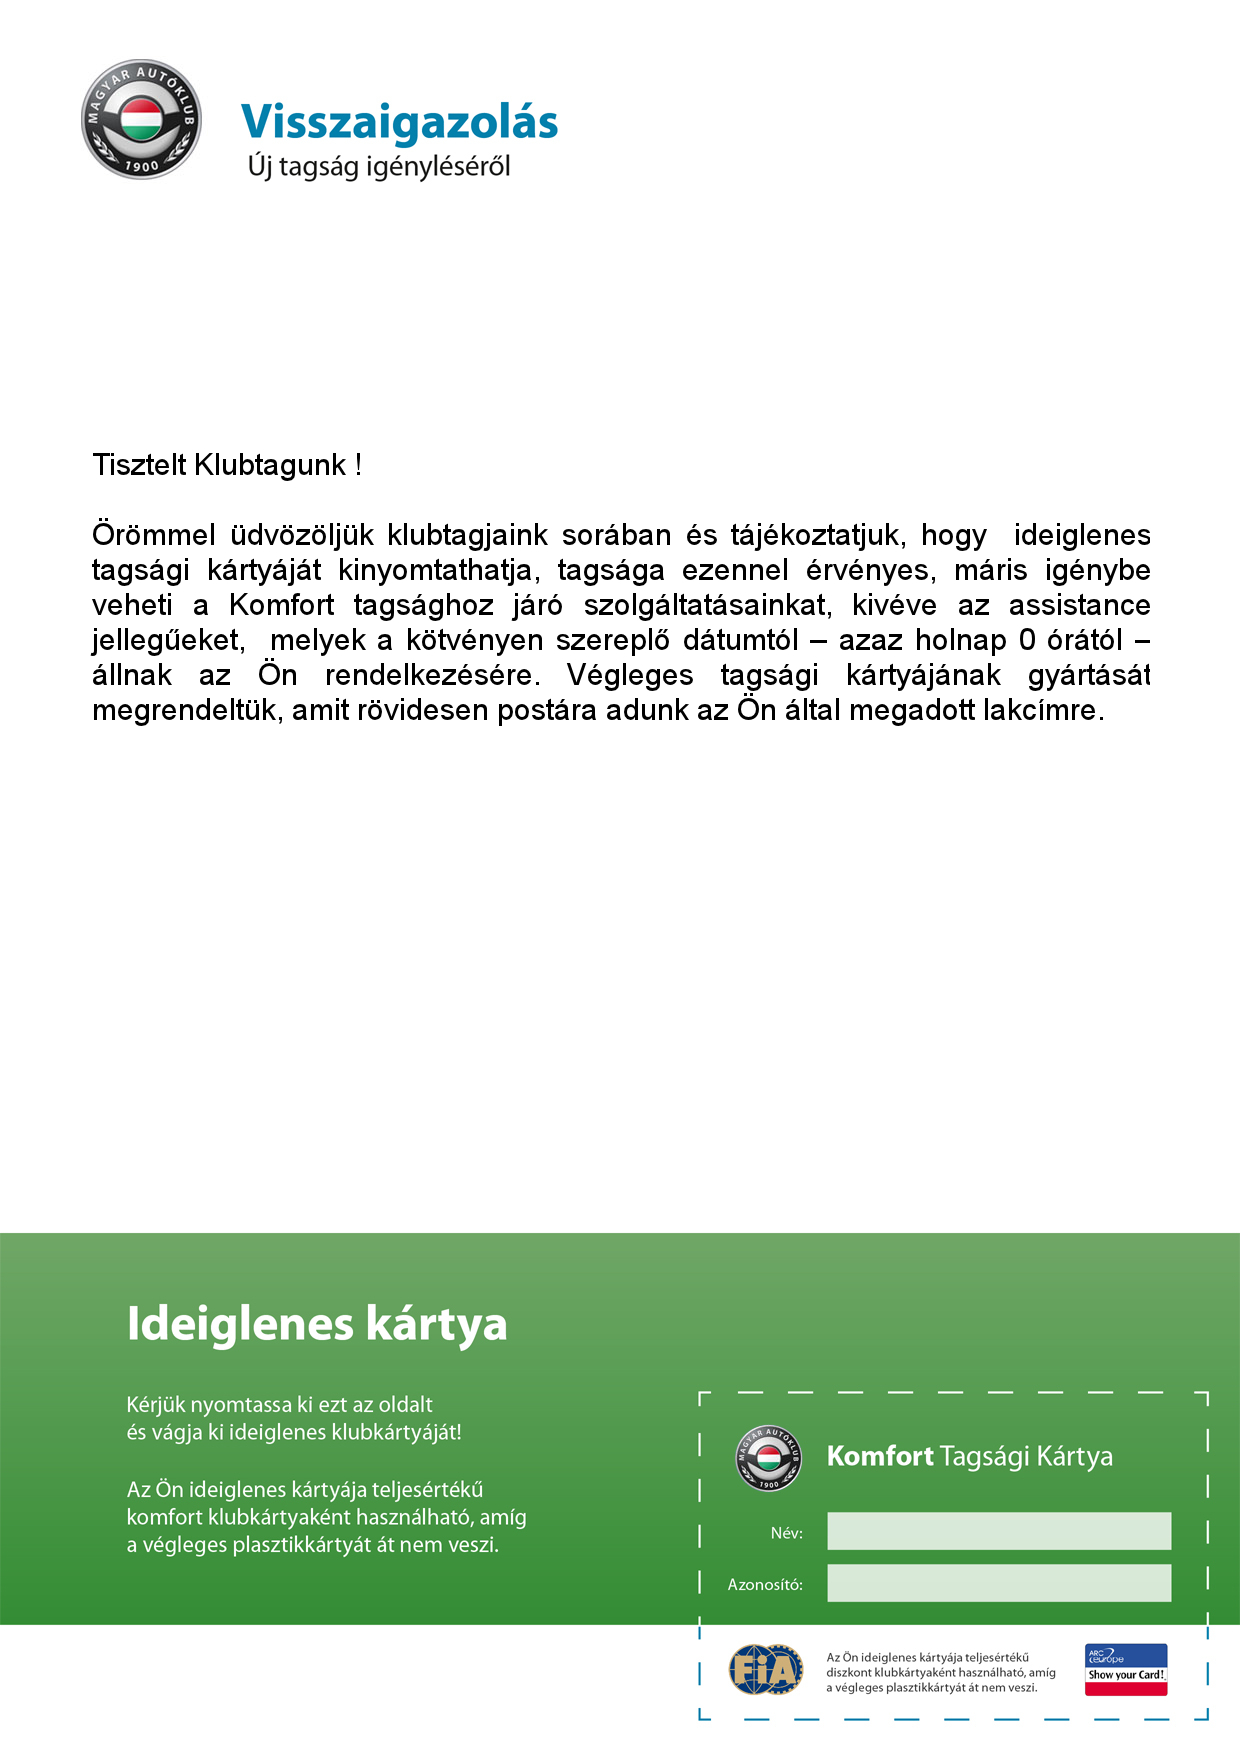 MAGYAR AUTÓKLUB
1900
Visszaigazolás
Új tagság igényléséről
Tisztelt Klubtagunk !
Örömmel üdvözöljük klubtagjaink sorában és tájékoztatjuk, hogy ideiglenes
tagsági kártyáját kinyomtathatja, tagsága ezennel érvényes, máris igénybe
veheti a Komfort tagsághoz járó szolgáltatásainkat, kivéve az assistance
jellegűeket, melyek a kötvényen szereplő dátumtól – azaz holnap 0 órától –
állnak az Ön rendelkezésére. Végleges tagsági kártyájának gyártását
megrendeltük, amit rövidesen postára adunk az Ön által megadott lakcímre.
Ideiglenes kártya
Kérjük nyomtassa ki ezt az oldalt
és vágja ki ideiglenes klubkártyáját!
Az Ön ideiglenes kártyája teljesértékű
komfort klubkártyaként használható, amíg
a végleges plasztikkártyát át nem veszi.
MAGYAR AUTÓKLUB
1900
Komfort Tagsági Kártya
Név:
Azonosító:
FiA
Az Ön ideiglenes kártyája teljesértékű
diszkont klubkártyaként használható, amíg
a végleges plasztikkártyát át nem veszi.
ARC
europe
Show your Card!